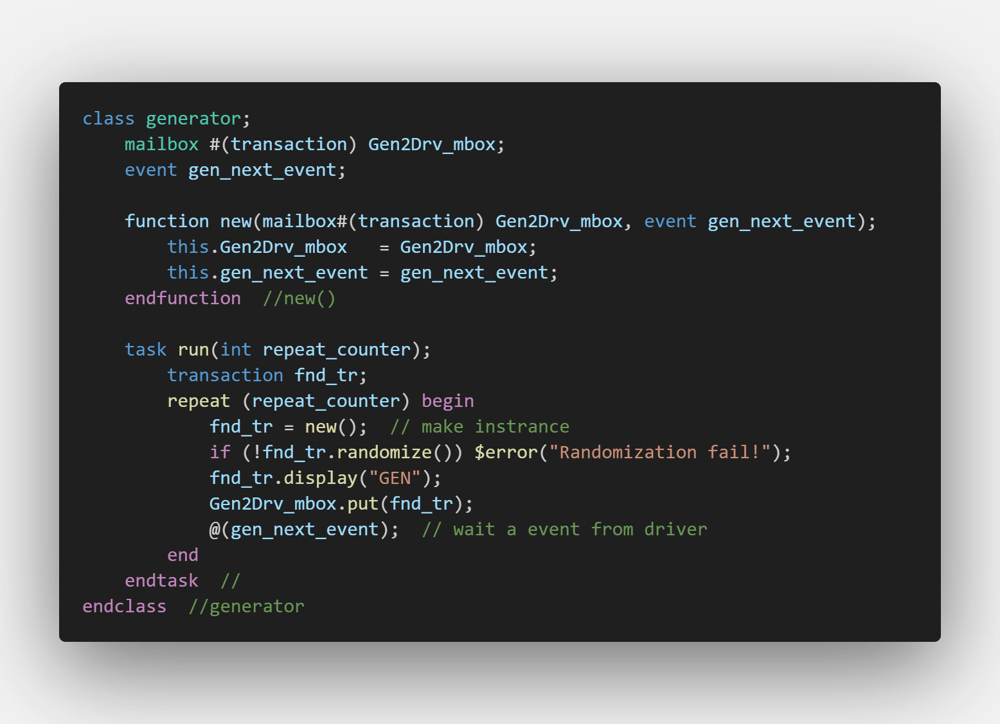 class generator;
    mailbox #(transaction) Gen2Drv_mbox;
    event gen_next_event;

    function new(mailbox#(transaction) Gen2Drv_mbox, event gen_next_event);
        this.Gen2Drv_mbox   = Gen2Drv_mbox;
        this.gen_next_event = gen_next_event;
    endfunction  //new()

    task run(int repeat_counter);
        transaction fnd_tr;
        repeat (repeat_counter) begin
            fnd_tr = new();  // make instrance
            if (!fnd_tr.randomize()) $error("Randomization fail!");
            fnd_tr.display("GEN");
            Gen2Drv_mbox.put(fnd_tr);
            @(gen_next_event);  // wait a event from driver
        end
    endtask  //
endclass  //generator